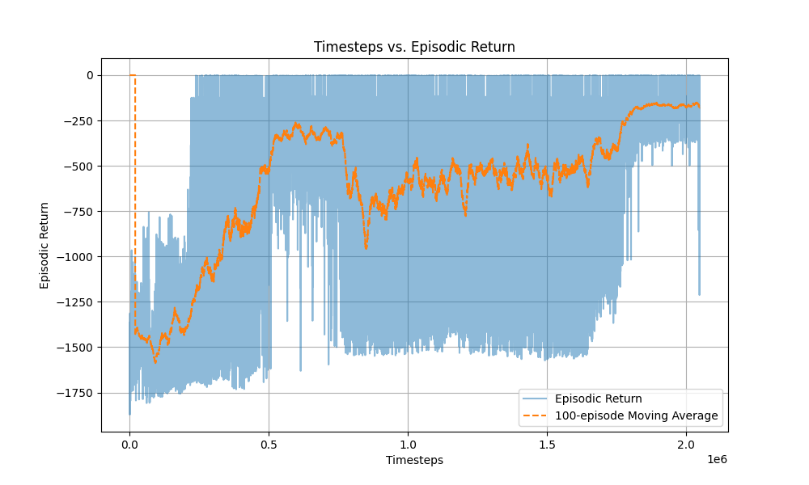 Timesteps vs. Episodic Return
Episodic Return
0
−250
−500
−750
−1000
−1250
−1500
−1750
0.0
0.5
1.0
1.5
2.0
1e6
Timesteps
Episodic Return
100-episode Moving Average